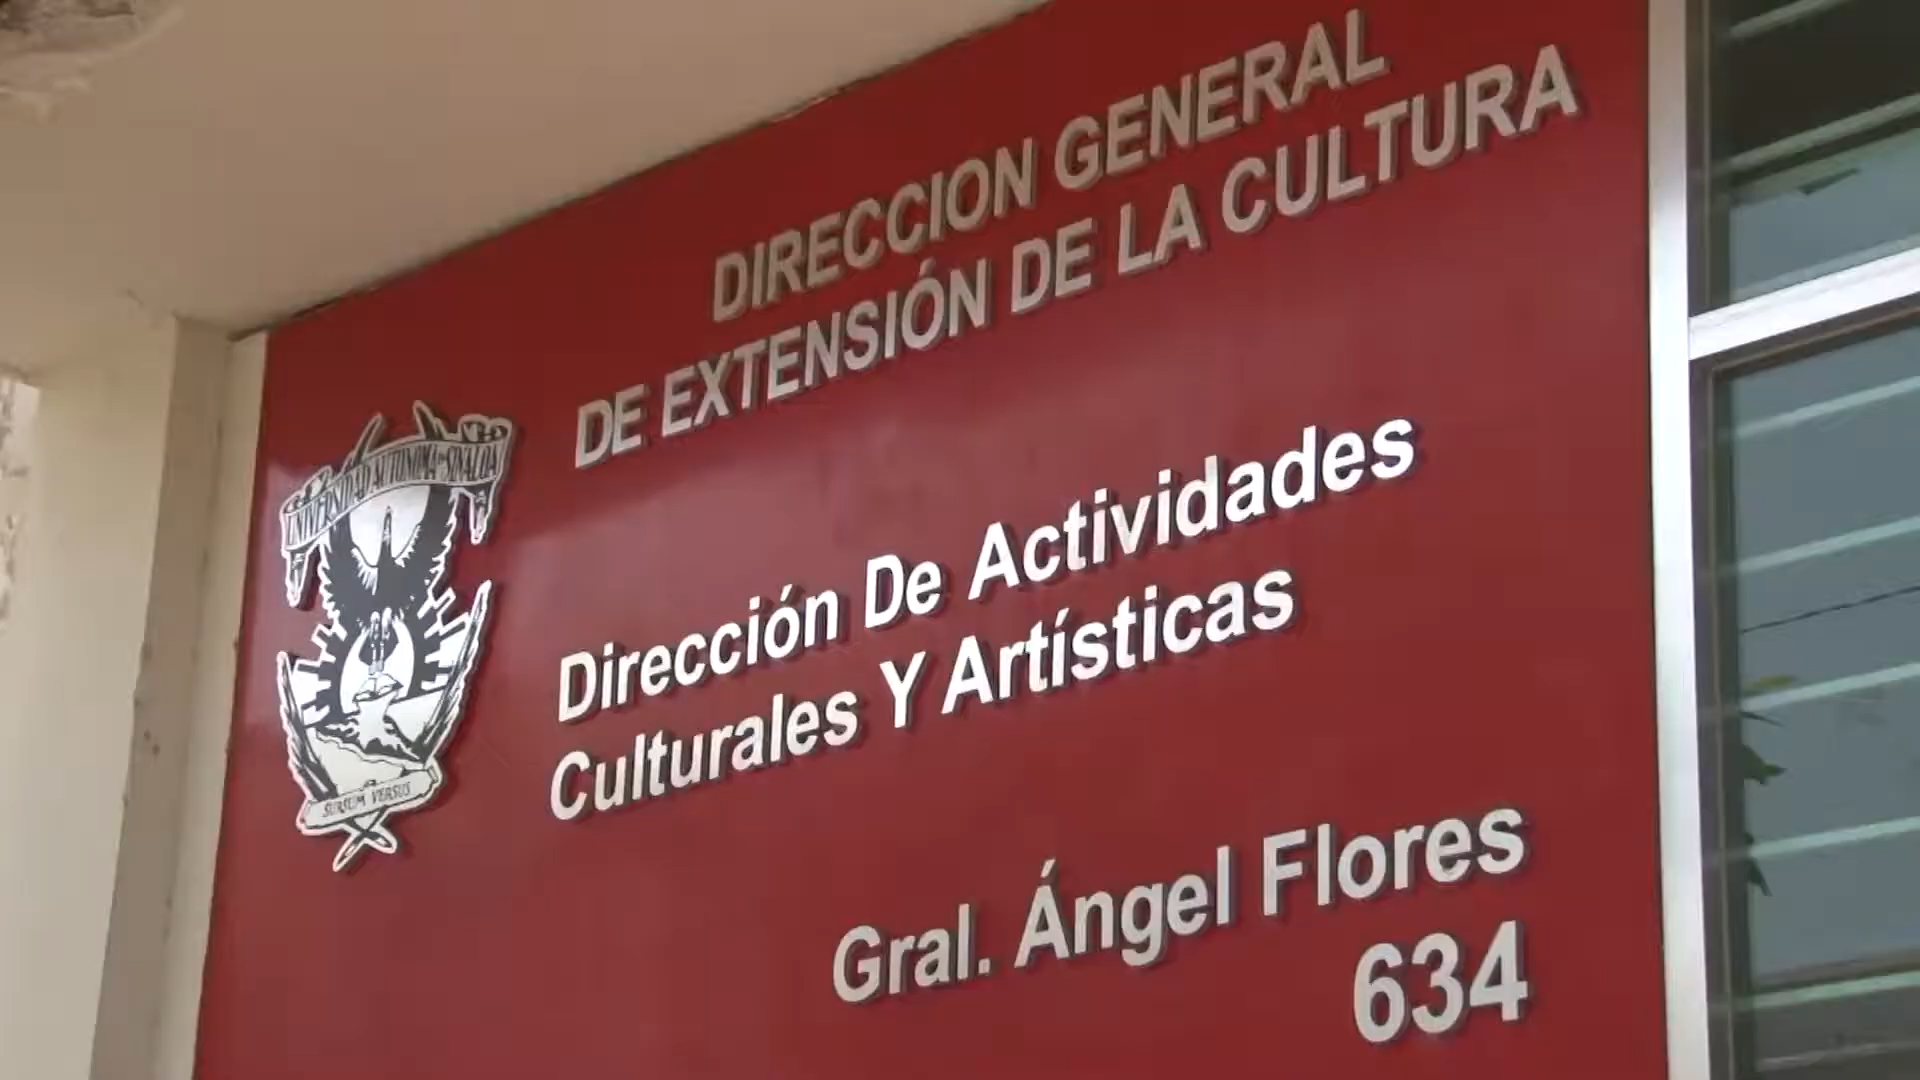 DIRECCION GENERAL
DE EXTENSIÓN DE LA CULTURA
UNIVERSIDAD AUTONOMA DE SINALOA
Dirección De Actividades
Culturales Y Artísticas
SURSUM VERSUS
Gral. Ángel Flores
634